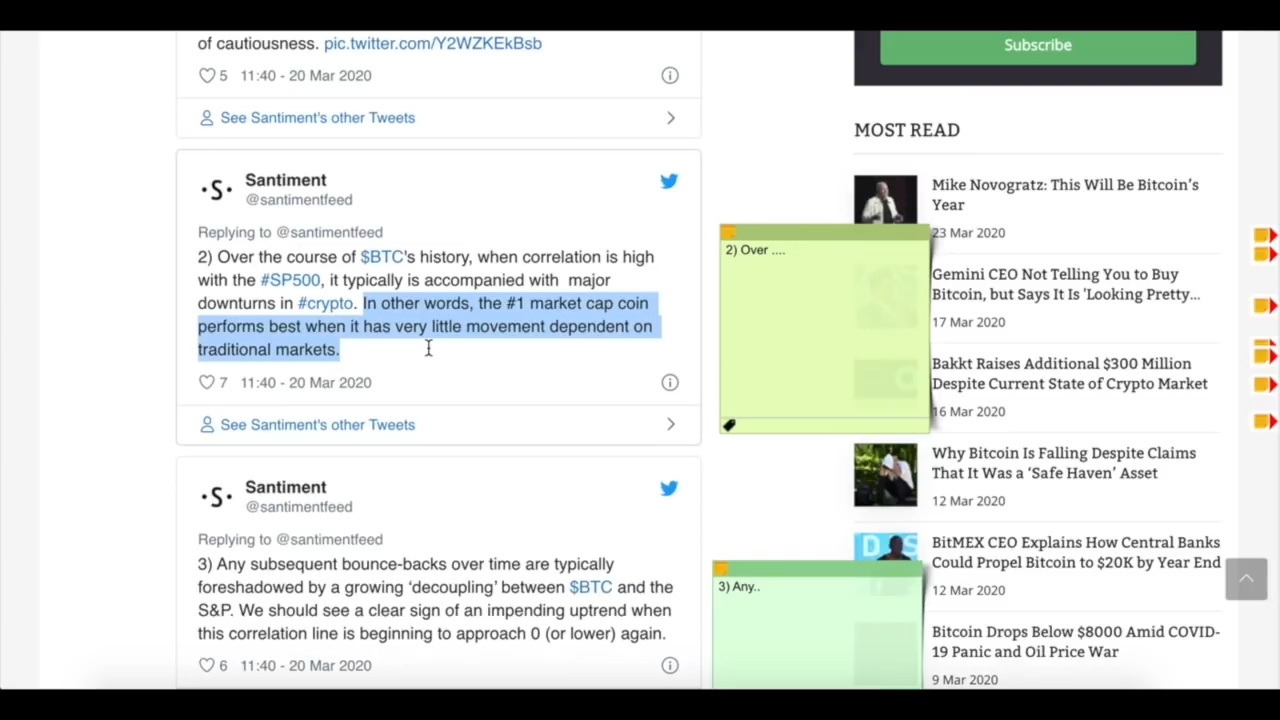 of cautiousness. pic.twitter.com/Y2WZKEkBsb
5 11:40 - 20 Mar 2020
See Santiment's other Tweets
·S·
Santiment
@santimentfeed
Replying to @santimentfeed
2) Over the course of $BTC's history, when correlation is high
with the #SP500, it typically is accompanied with major
downturns in #crypto. In other words, the #1 market cap coin
performs best when it has very little movement dependent on
traditional markets.
7 11:40 - 20 Mar 2020
See Santiment's other Tweets
·S·
Santiment
@santimentfeed
Replying to @santimentfeed
3) Any subsequent bounce-backs over time are typically
foreshadowed by a growing ‘decoupling’ between $BTC and the
S&P. We should see a clear sign of an impending uptrend when
this correlation line is beginning to approach 0 (or lower) again.
6 11:40 - 20 Mar 2020
2) Over ....
3) Any..
Subscribe
MOST READ
Mike Novogratz: This Will Be Bitcoin’s
Year
23 Mar 2020
Gemini CEO Not Telling You to Buy
Bitcoin, but Says It Is 'Looking Pretty...
17 Mar 2020
Bakkt Raises Additional $300 Million
Despite Current State of Crypto Market
16 Mar 2020
Why Bitcoin Is Falling Despite Claims
That It Was a ‘Safe Haven’ Asset
12 Mar 2020
BitMEX CEO Explains How Central Banks
Could Propel Bitcoin to $20K by Year End
12 Mar 2020
Bitcoin Drops Below $8000 Amid COVID-
19 Panic and Oil Price War
9 Mar 2020